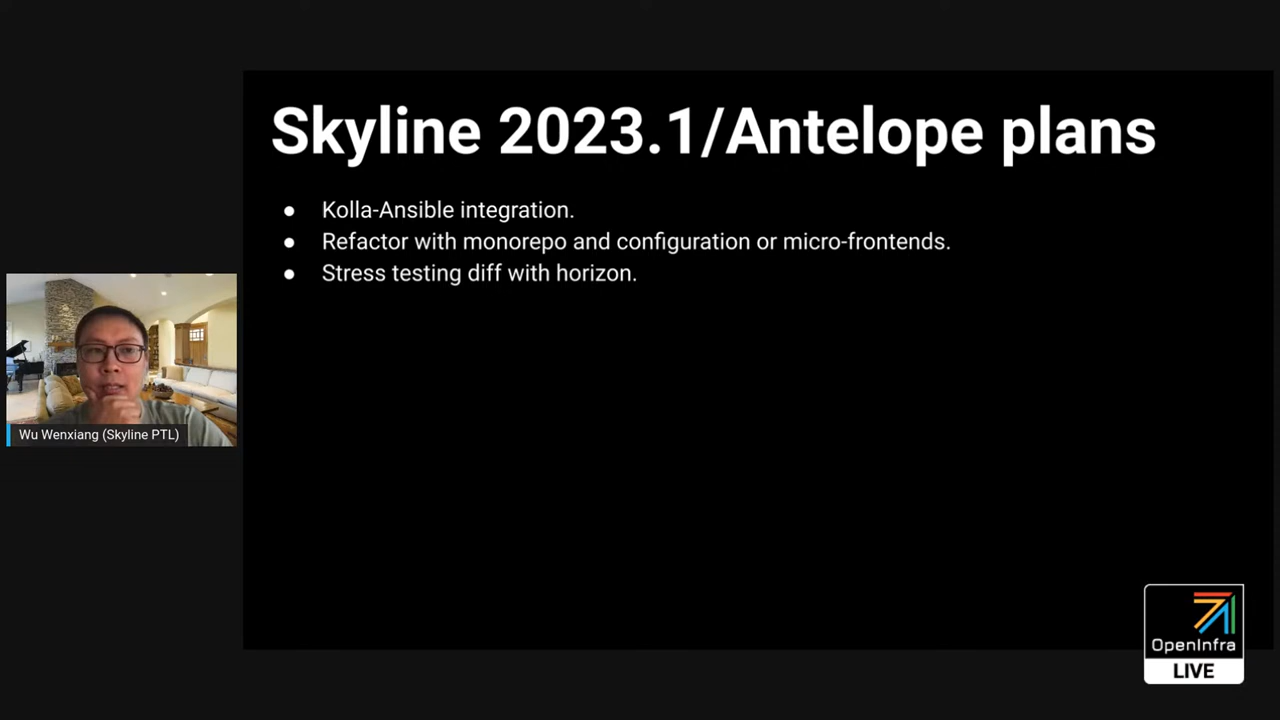 Skyline 2023.1/Antelope plans
● Kolla-Ansible integration.
● Refactor with monorepo and configuration or micro-frontends.
● Stress testing diff with horizon.
Wu Wenxiang (Skyline PTL)
OpenInfra
LIVE